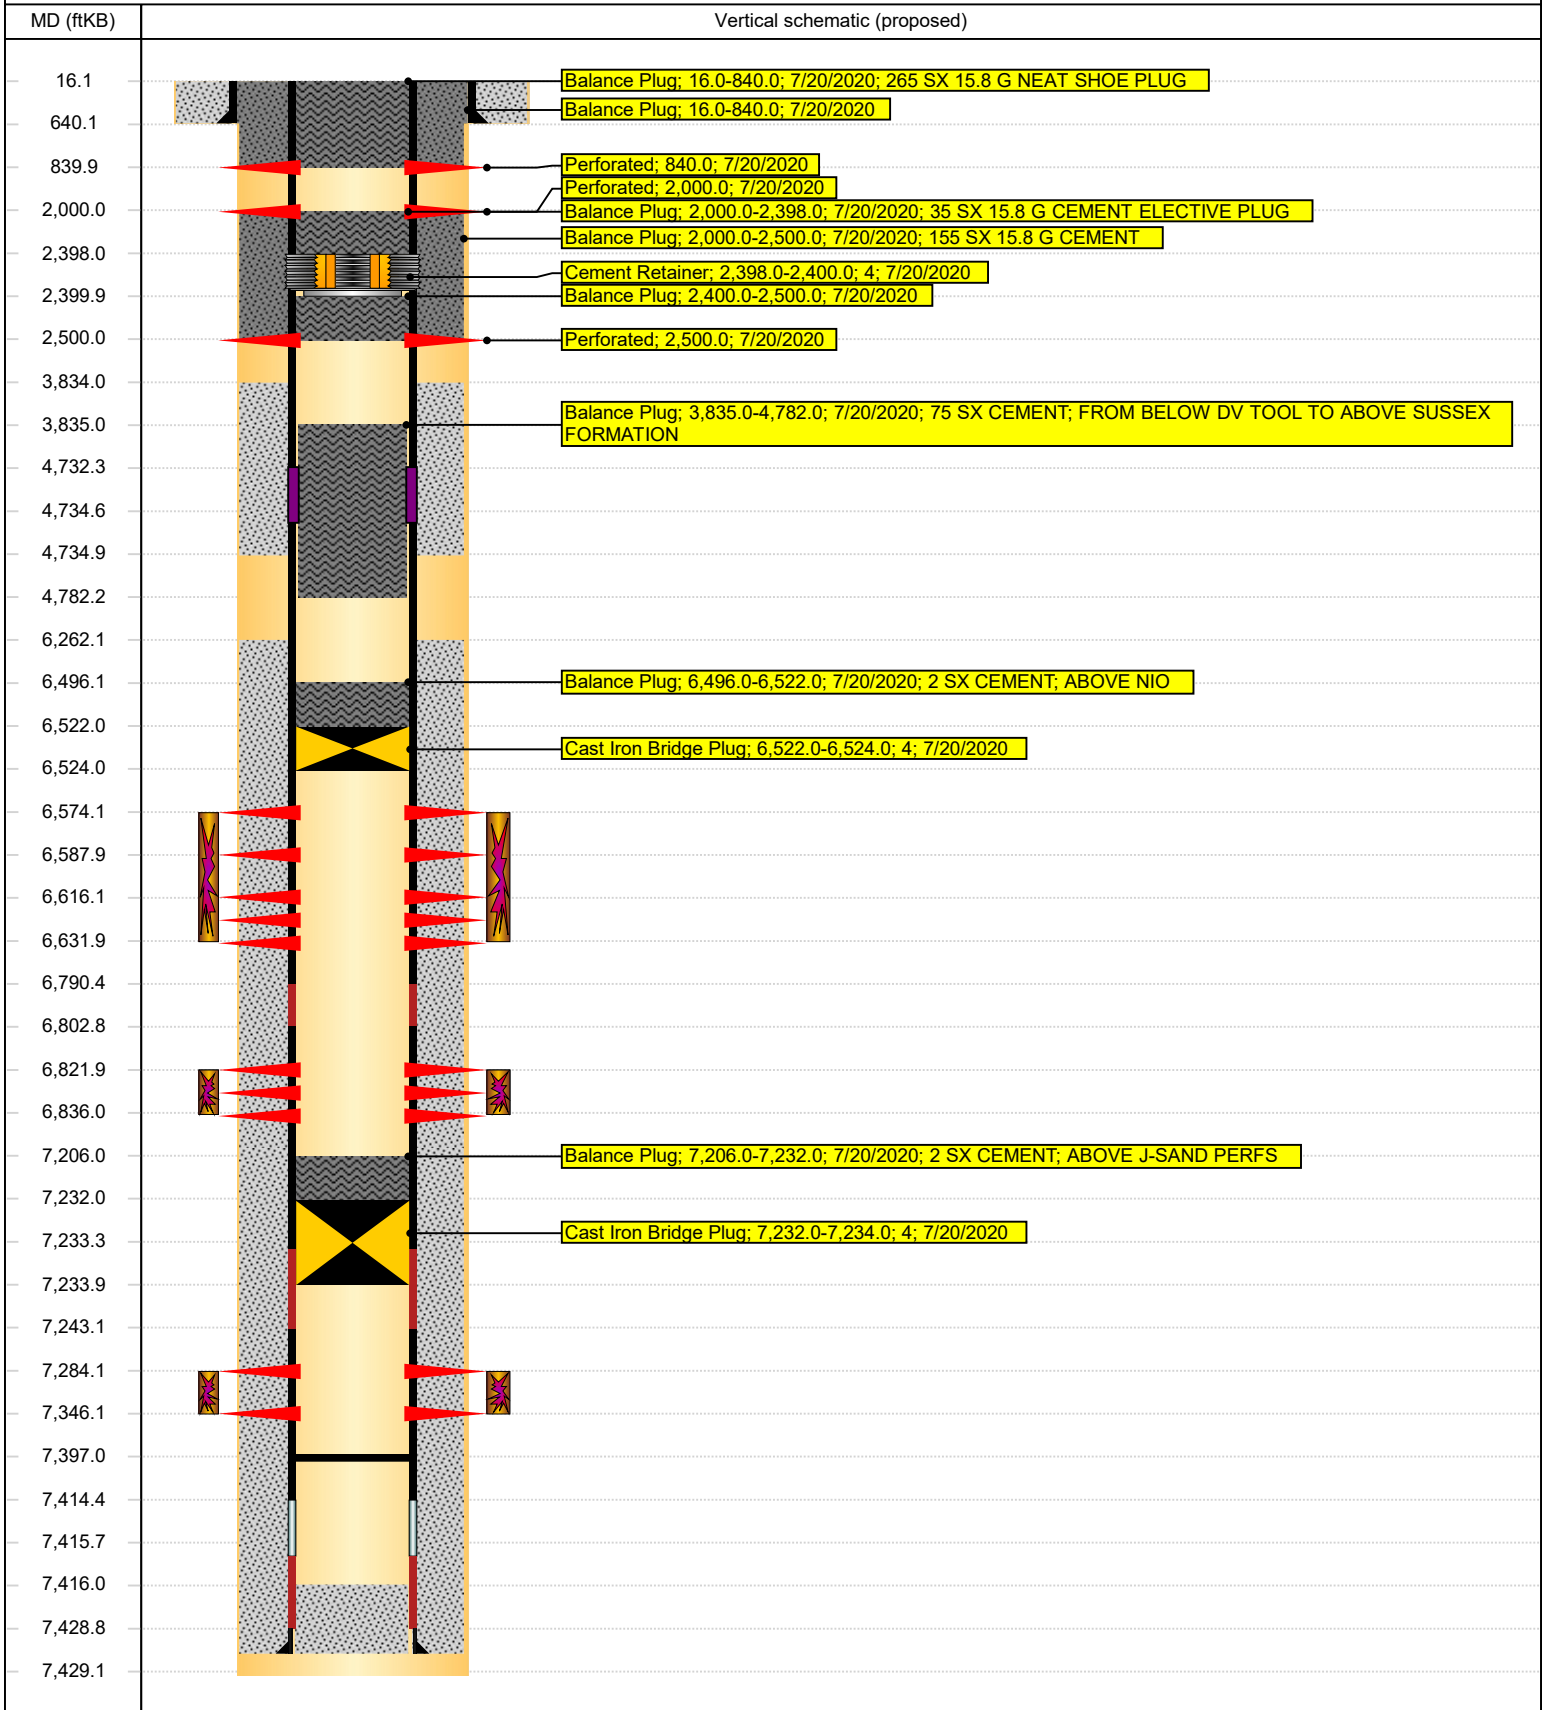 MD (ftKB)
Vertical schematic (proposed)
16.1
Balance Plug; 16.0-840.0; 7/20/2020; 265 SX 15.8 G NEAT SHOE PLUG
Balance Plug; 16.0-840.0; 7/20/2020
640.1
839.9
Perforated; 840.0; 7/20/2020
Perforated; 2,000.0; 7/20/2020
2,000.0
Balance Plug; 2,000.0-2,398.0; 7/20/2020; 35 SX 15.8 G CEMENT ELECTIVE PLUG
Balance Plug; 2,000.0-2,500.0; 7/20/2020; 155 SX 15.8 G CEMENT
2,398.0
Cement Retainer; 2,398.0-2,400.0; 4; 7/20/2020
2,399.9
Balance Plug; 2,400.0-2,500.0; 7/20/2020
2,500.0
Perforated; 2,500.0; 7/20/2020
3,834.0
Balance Plug; 3,835.0-4,782.0; 7/20/2020; 75 SX CEMENT; FROM BELOW DV TOOL TO ABOVE SUSSEX
FORMATION
3,835.0
4,732.3
4,734.6
4,734.9
4,782.2
6,262.1
6,496.1
Balance Plug; 6,496.0-6,522.0; 7/20/2020; 2 SX CEMENT; ABOVE NIO
6,522.0
Cast Iron Bridge Plug; 6,522.0-6,524.0; 4; 7/20/2020
6,524.0
6,574.1
6,587.9
6,616.1
6,631.9
6,790.4
6,802.8
6,821.9
6,836.0
7,206.0
Balance Plug; 7,206.0-7,232.0; 7/20/2020; 2 SX CEMENT; ABOVE J-SAND PERFS
7,232.0
Cast Iron Bridge Plug; 7,232.0-7,234.0; 4; 7/20/2020
7,233.3
7,233.9
7,243.1
7,284.1
7,346.1
7,397.0
7,414.4
7,415.7
7,416.0
7,428.8
7,429.1